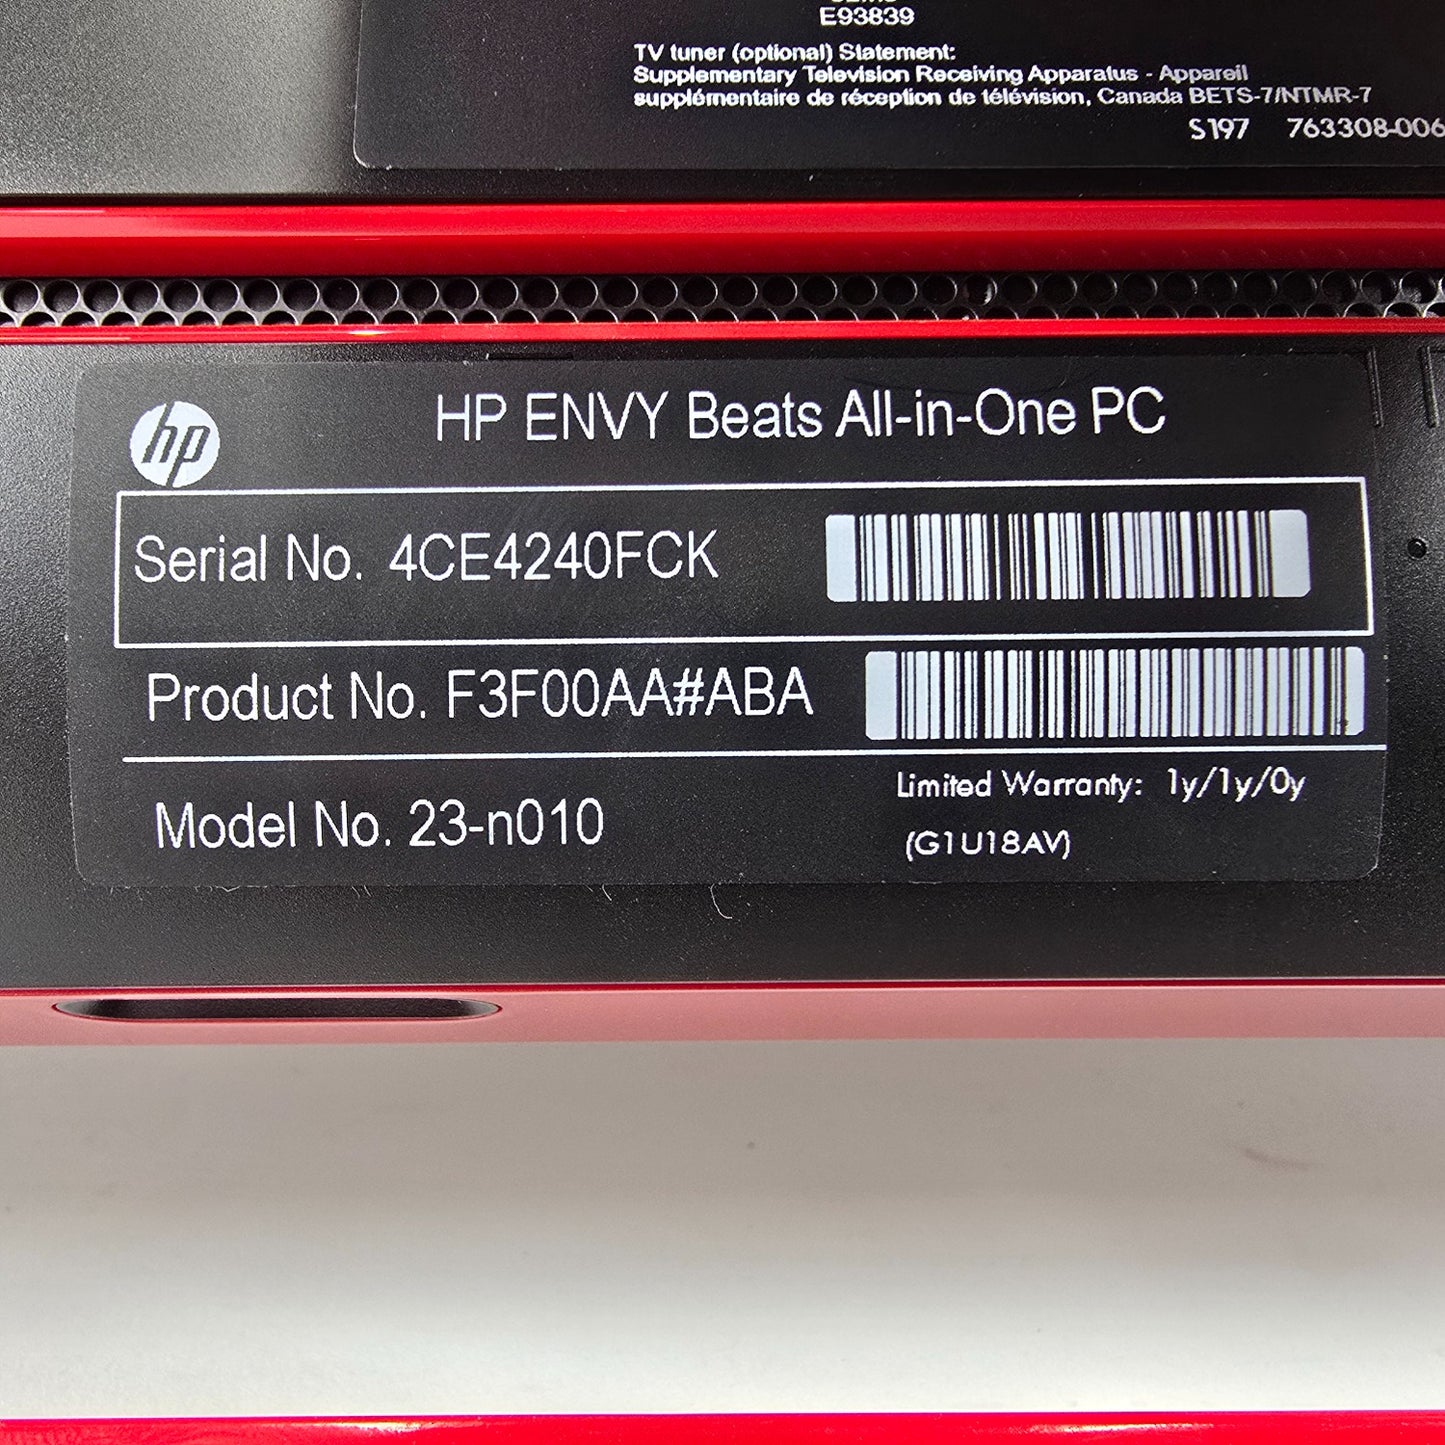 E93839
TV tuner (optional) Statement:
Supplementary Television Receiving Apparatus - Appareil
supplémentaire de réception de télévision, Canada BETS-7/NTMR-7
S197 763308-006
hp
HP ENVY Beats All-in-One PC
Serial No. 4CE4240FCK
Product No. F3F00AA#ABA
Model No. 23-n010
Limited Warranty: 1y/1y/0y
(G1U18AV)